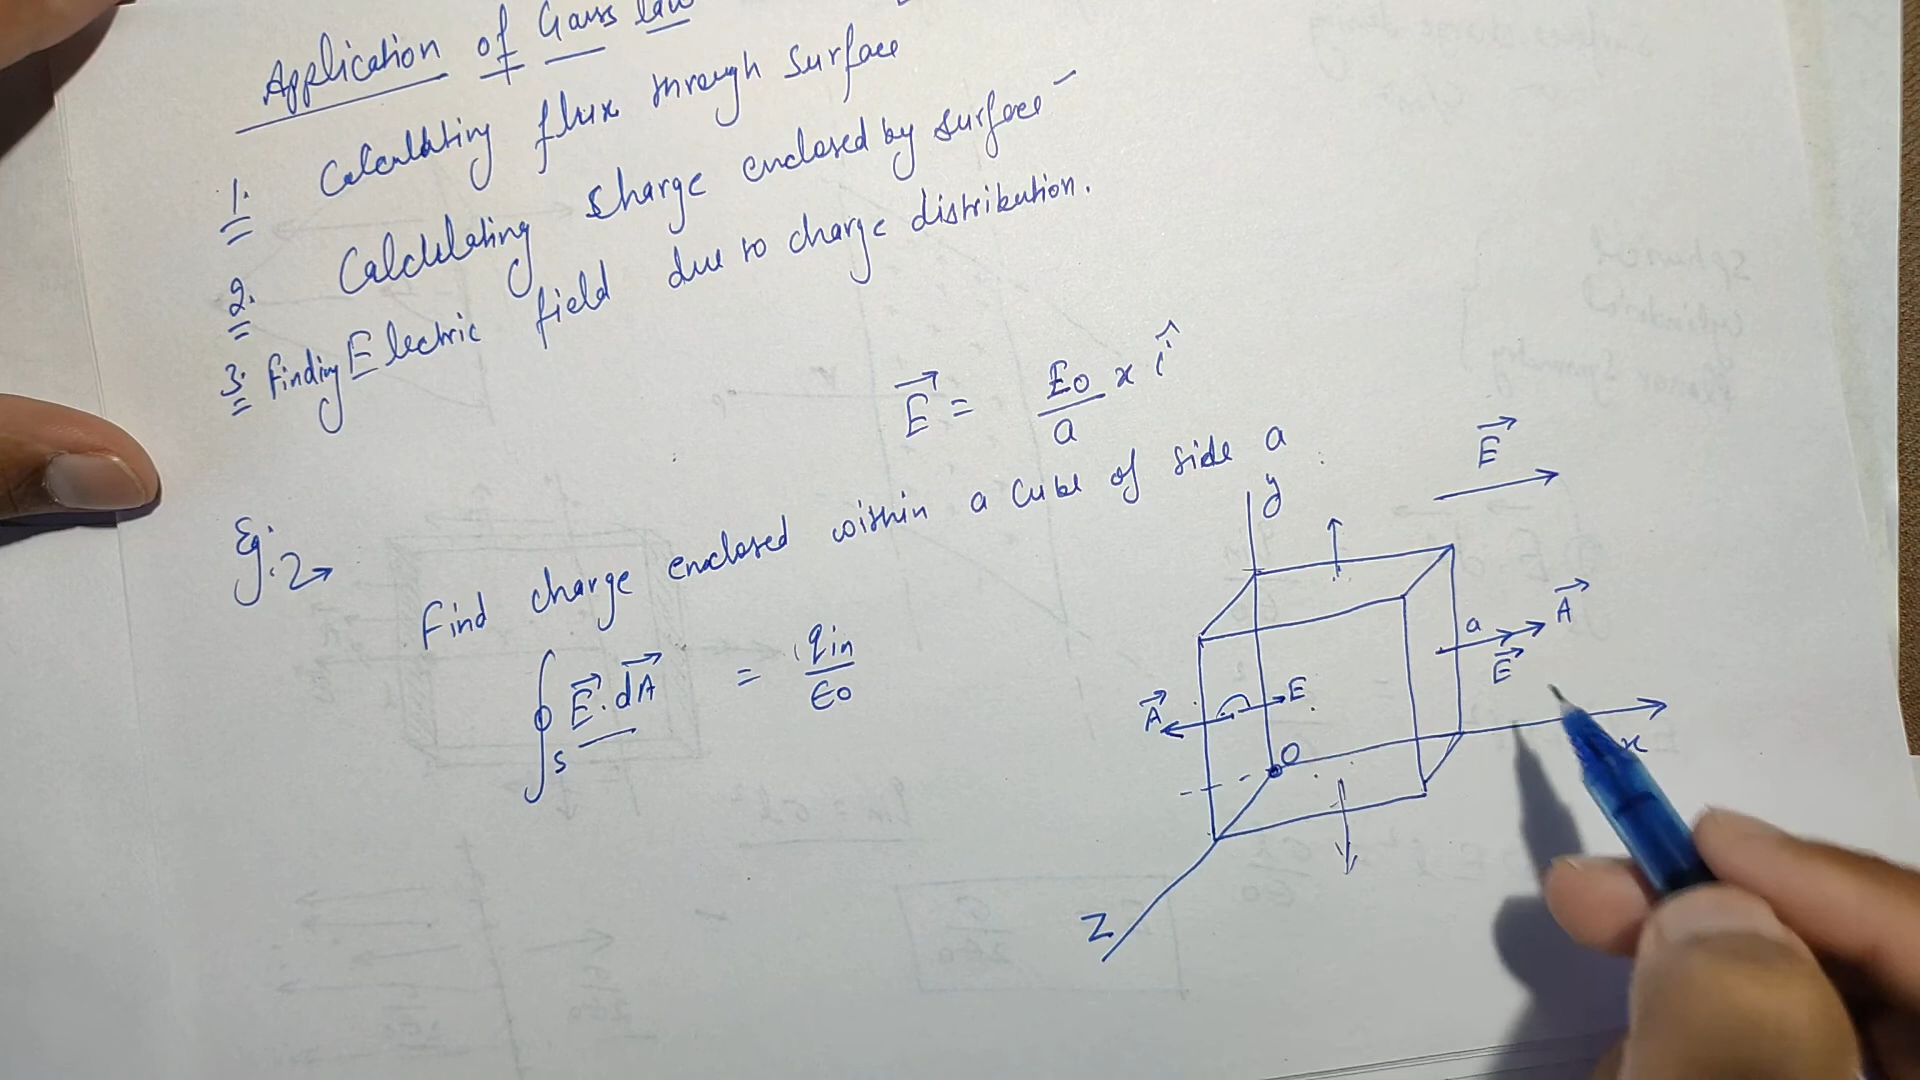 Application of Gauss law
1. Calculating flux through surface
2. Calculating charge enclosed by surface
3. finding Electric field due to charge distribution.
E⃗ = E0/a x î
Eg.2→ Find charge enclosed within a Cube of side a
∮S E⃗.dA⃗ = qin/ϵ0
E⃗
y
A⃗
a
E⃗
A⃗
E
O
x
Z